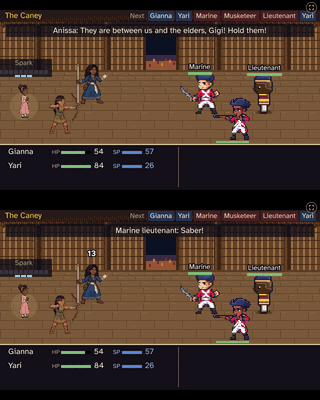 The Caney Next Gianna Yari Marine Musketeer Lieutenant Yari
Anissa: They are between us and the elders, Gigi! Hold them!
Spark
Marine Lieutenant
Gianna HP 54 SP 57
Yari HP 84 SP 26
The Caney Next Gianna Yari Marine Musketeer Lieutenant Yari
Marine lieutenant: Saber!
13
Spark
Marine Lieutenant
Gianna HP 54 SP 57
Yari HP 84 SP 26